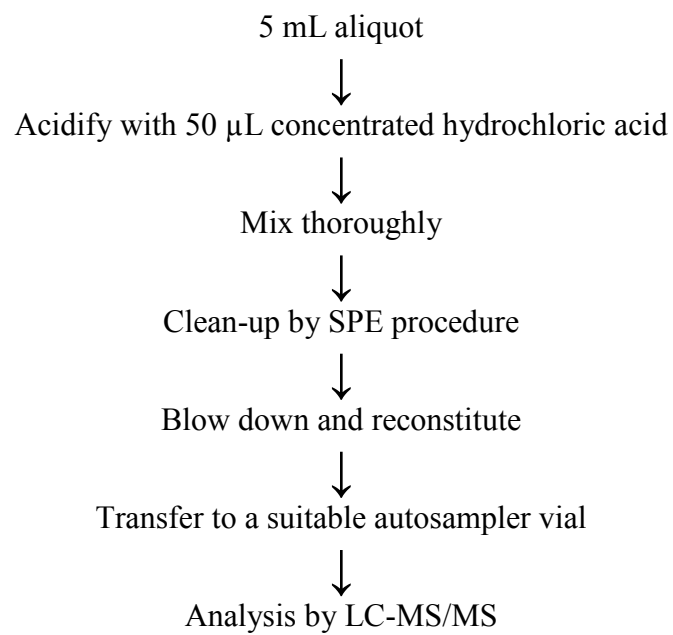 5 mL aliquot
Acidify with 50 µL concentrated hydrochloric acid
Mix thoroughly
Clean-up by SPE procedure
Blow down and reconstitute
Transfer to a suitable autosampler vial
Analysis by LC-MS/MS